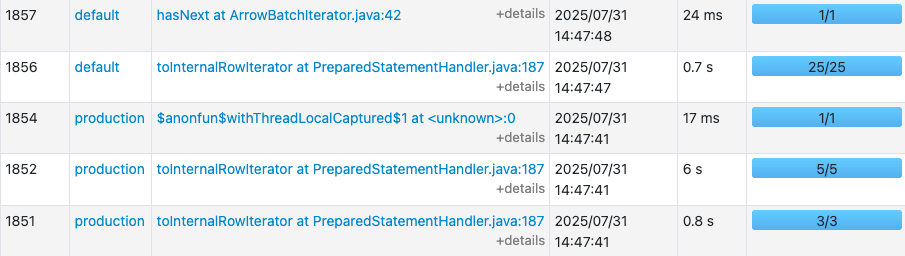 1857 default hasNext at ArrowBatchIterator.java:42 +details 2025/07/31 14:47:48 24 ms 1/1
1856 default toInternalRowIterator at PreparedStatementHandler.java:187 +details 2025/07/31 14:47:47 0.7 s 25/25
1854 production $anonfun$withThreadLocalCaptured$1 at <unknown>:0 +details 2025/07/31 14:47:41 17 ms 1/1
1852 production toInternalRowIterator at PreparedStatementHandler.java:187 +details 2025/07/31 14:47:41 6 s 5/5
1851 production toInternalRowIterator at PreparedStatementHandler.java:187 +details 2025/07/31 14:47:41 0.8 s 3/3